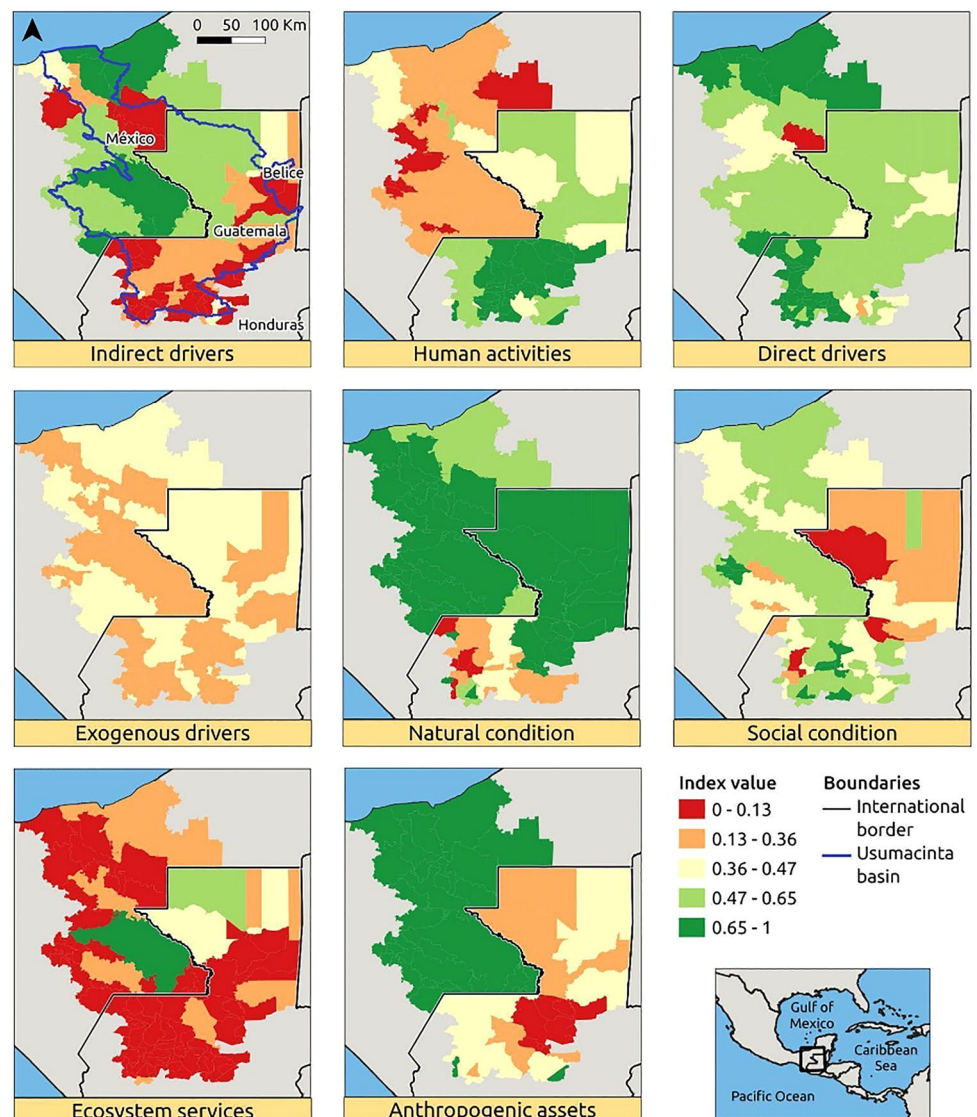 0 50 100 Km
México
Belice
Guatemala
Honduras
Indirect drivers
Human activities
Direct drivers
Exogenous drivers
Natural condition
Social condition
Ecosystem services
Anthropogenic assets
Index value
0 - 0.13
0.13 - 0.36
0.36 - 0.47
0.47 - 0.65
0.65 - 1
Boundaries
International
border
Usumacinta
basin
Gulf of
Mexico
Caribbean
Sea
Pacific Ocean